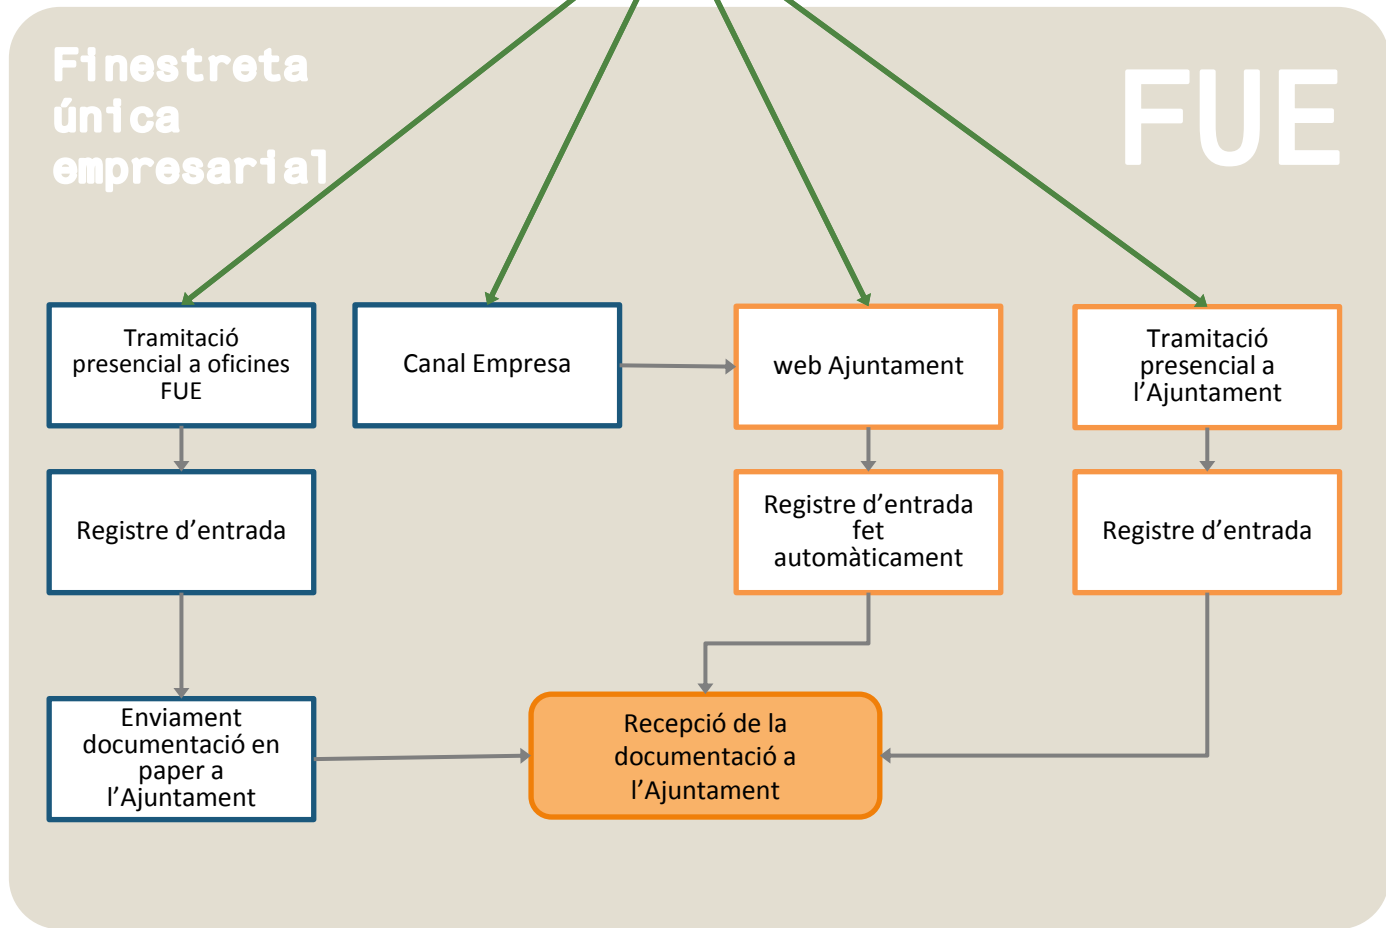 Finestreta
única
empresarial
FUE
Tramitació
presencial a oficines
FUE
Canal Empresa
web Ajuntament
Tramitació
presencial a
l’Ajuntament
Registre d’entrada
Registre d’entrada
fet
automàticament
Registre d’entrada
Enviament
documentació en
paper a
l’Ajuntament
Recepció de la
documentació a
l’Ajuntament